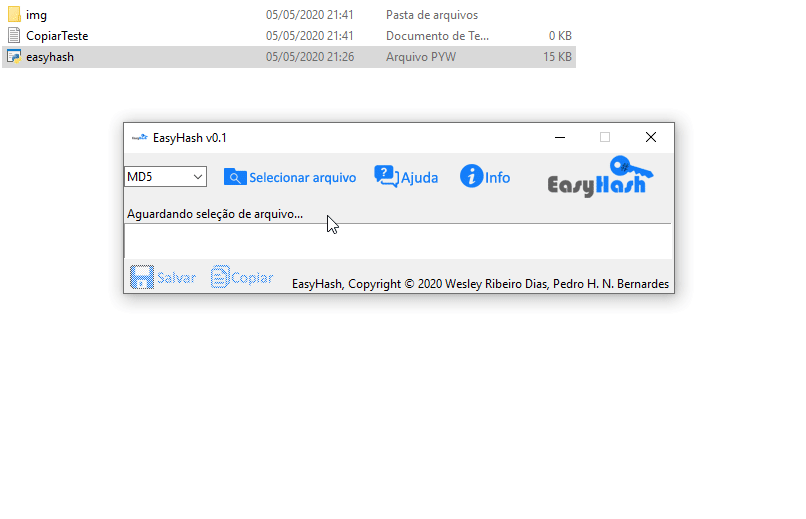 img 05/05/2020 21:41 Pasta de arquivos
CopiarTeste 05/05/2020 21:41 Documento de Te... 0 KB
easyhash 05/05/2020 21:26 Arquivo PYW 15 KB
EasyHash v0.1
MD5 Selecionar arquivo Ajuda Info EasyHash
Aguardando seleção de arquivo...
Salvar Copiar EasyHash, Copyright © 2020 Wesley Ribeiro Dias, Pedro H. N. Bernardes